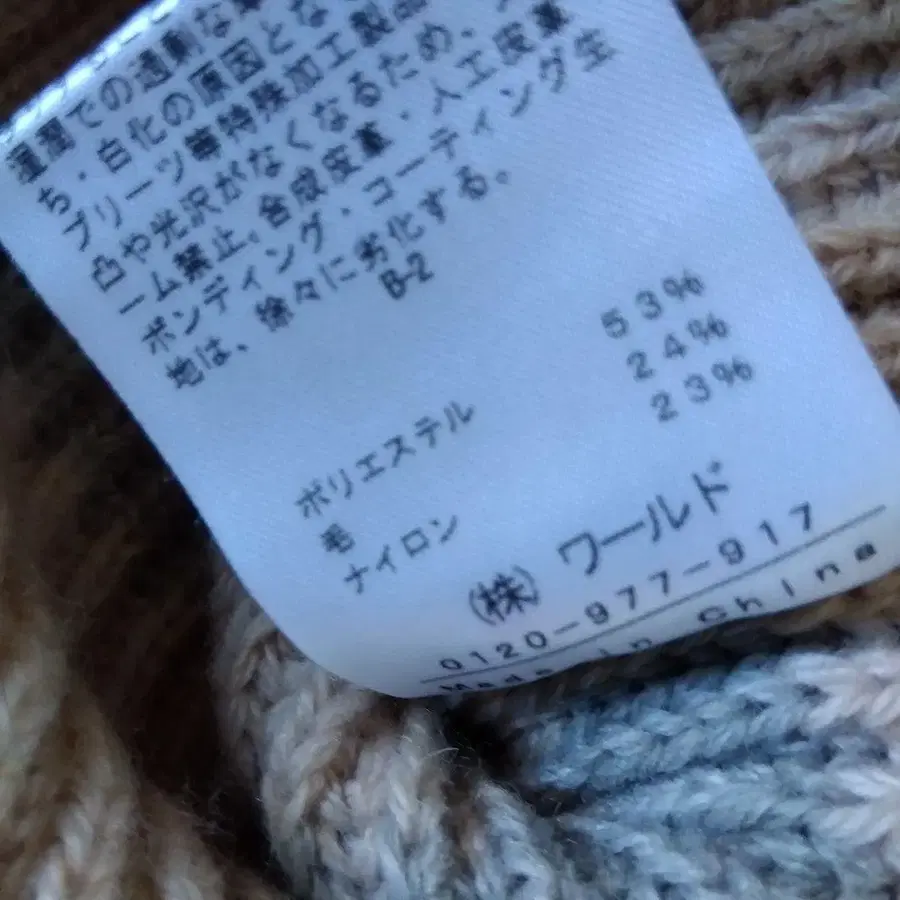 湿潤での過剰な
ち・白化の原因とな
プリーツ等特殊加工製品
凸や光沢がなくなるため、
ーム禁止。合成皮革・人工皮革
ボンディング・コーティング生
地は、徐々に劣化する。
B-2
ポリエステル 53%
毛 24%
ナイロン 23%
(株) ワールド
0120-977-917
Made in China